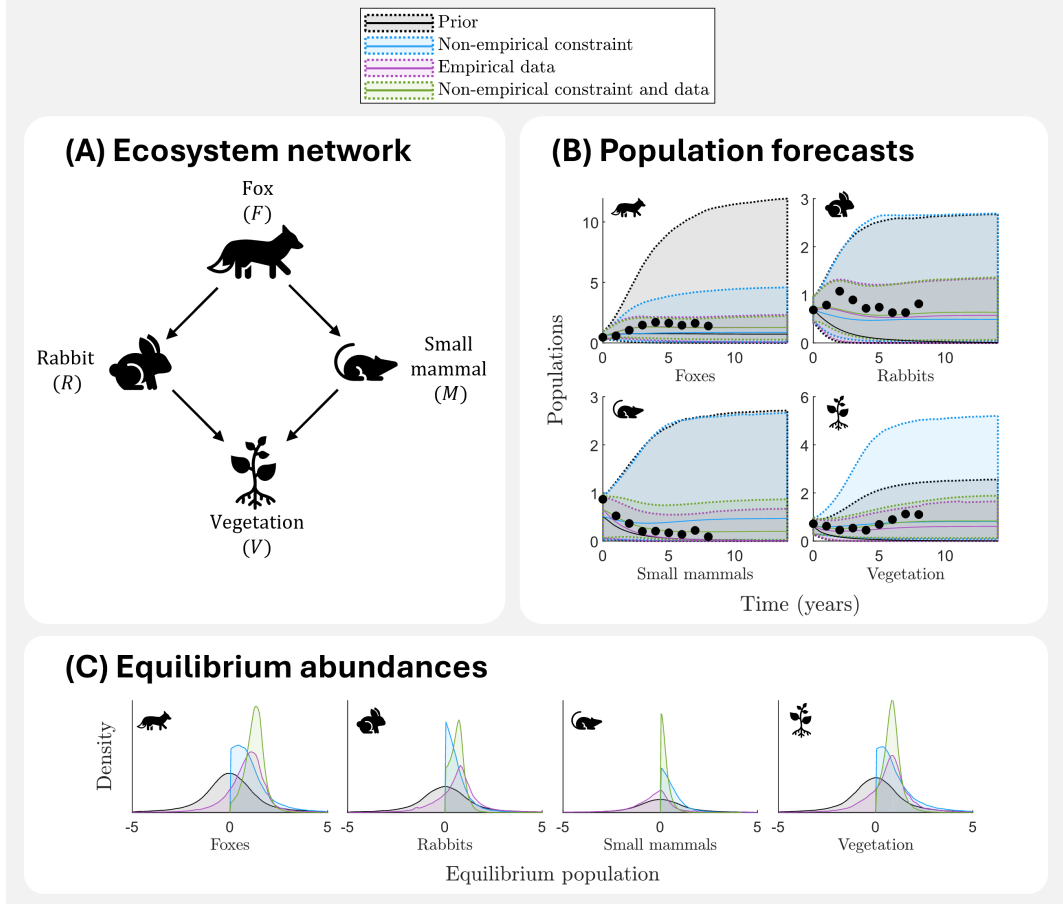 Prior
Non-empirical constraint
Empirical data
Non-empirical constraint and data
(A) Ecosystem network
Fox
(F)
Rabbit
(R)
Small
mammal
(M)
Vegetation
(V)
(B) Population forecasts
Populations
10
5
0
0 5 10
Foxes
3
2
1
0
0 5 10
Rabbits
3
2
1
0
0 5 10
Small mammals
6
4
2
0
0 5 10
Vegetation
Time (years)
(C) Equilibrium abundances
Density
-5 0 5
Foxes
-5 0 5
Rabbits
-5 0 5
Small mammals
-5 0 5
Vegetation
Equilibrium population